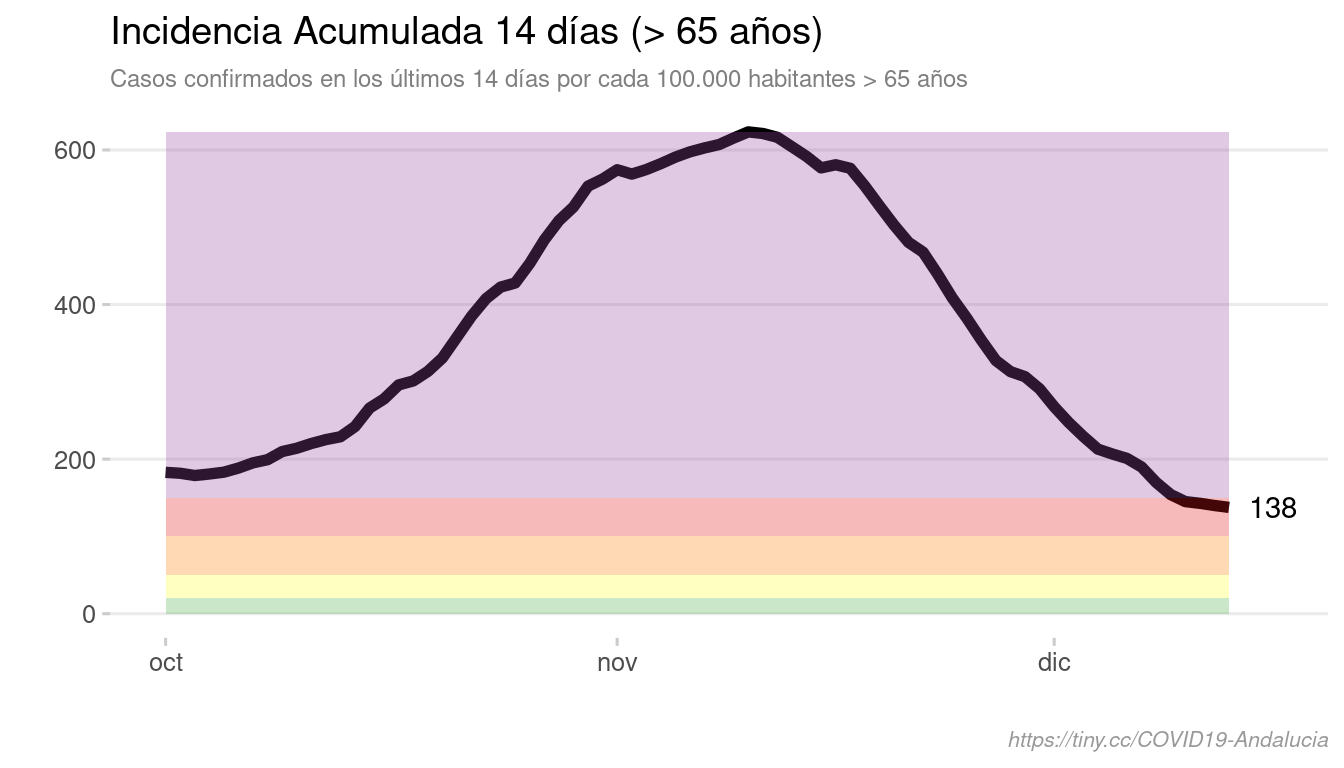 Incidencia Acumulada 14 días (> 65 años)
Casos confirmados en los últimos 14 días por cada 100.000 habitantes > 65 años
600
400
200
138
0
oct nov dic
https://tiny.cc/COVID19-Andalucia